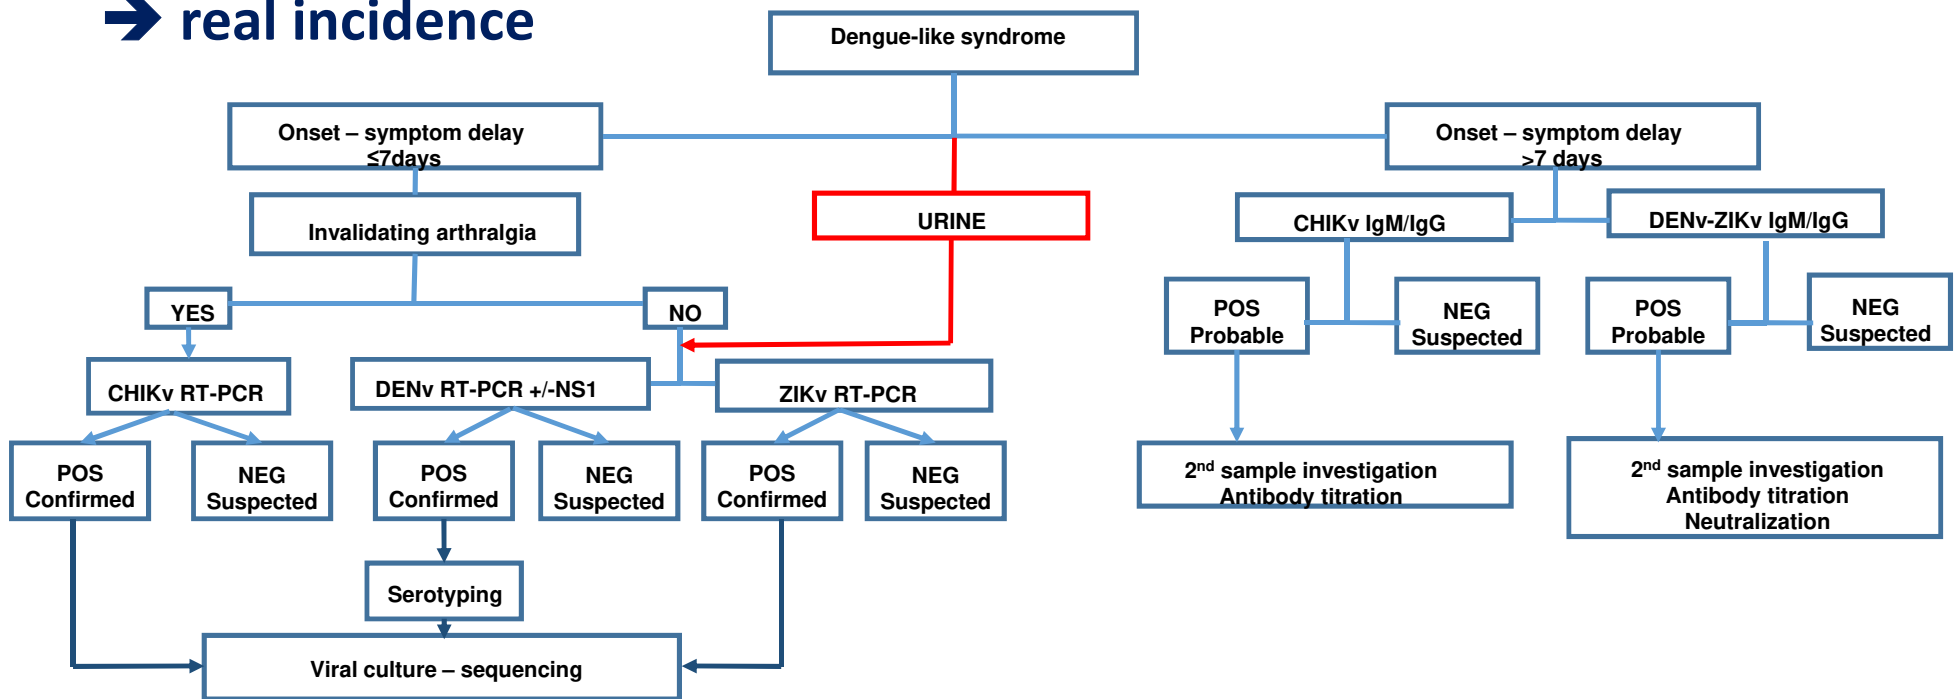 ➔ real incidence
Dengue-like syndrome
Onset – symptom delay
≤7days
Onset – symptom delay
>7 days
Invalidating arthralgia
URINE
CHIKv IgM/IgG
DENv-ZIKv IgM/IgG
YES
NO
POS
Probable
NEG
Suspected
POS
Probable
NEG
Suspected
CHIKv RT-PCR
DENv RT-PCR +/-NS1
ZIKv RT-PCR
POS
Confirmed
NEG
Suspected
POS
Confirmed
NEG
Suspected
POS
Confirmed
NEG
Suspected
2nd sample investigation
Antibody titration
2nd sample investigation
Antibody titration
Neutralization
Serotyping
Viral culture – sequencing